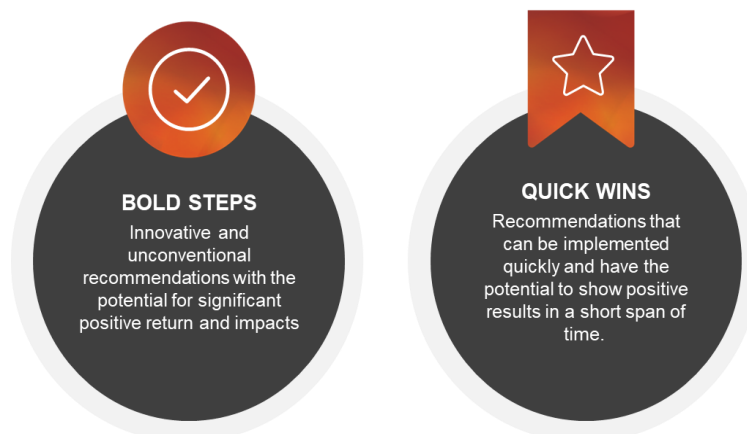 BOLD STEPS
Innovative and
unconventional
recommendations with the
potential for significant
positive return and impacts
QUICK WINS
Recommendations that
can be implemented
quickly and have the
potential to show positive
results in a short span of
time.